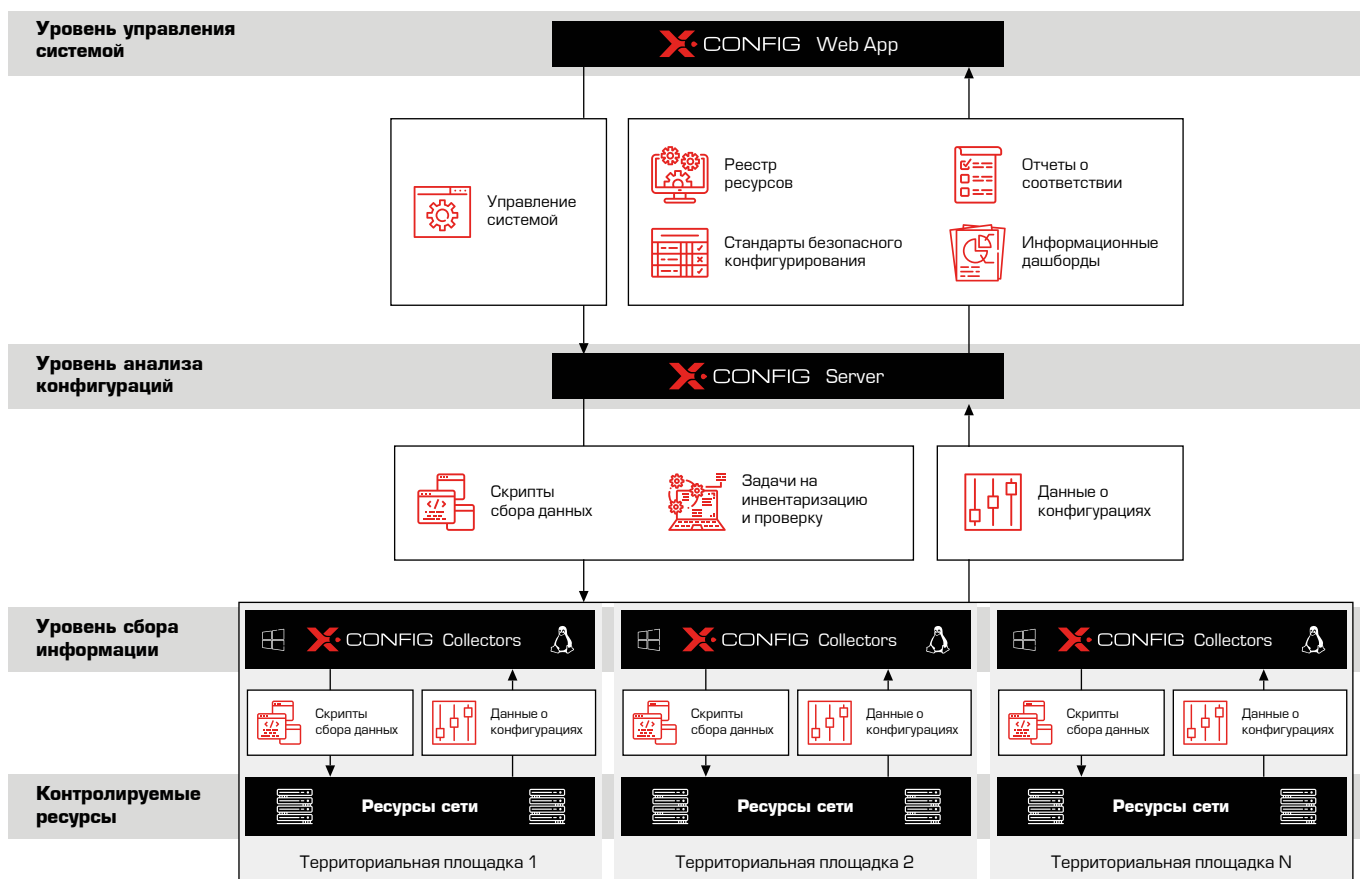 Уровень управления
системой
X-CONFIG Web App
Управление
системой
Реестр
ресурсов
Отчеты о
соответствии
Стандарты безопасного
конфигурирования
Информационные
дашборды
Уровень анализа
конфигураций
X-CONFIG Server
Скрипты
сбора данных
Задачи на
инвентаризацию
и проверку
Данные о
конфигурациях
Уровень сбора
информации
X-CONFIG Collectors
X-CONFIG Collectors
X-CONFIG Collectors
Скрипты
сбора данных
Данные о
конфигурациях
Скрипты
сбора данных
Данные о
конфигурациях
Скрипты
сбора данных
Данные о
конфигурациях
Контролируемые
ресурсы
Ресурсы сети
Ресурсы сети
Ресурсы сети
Территориальная площадка 1
Территориальная площадка 2
Территориальная площадка N